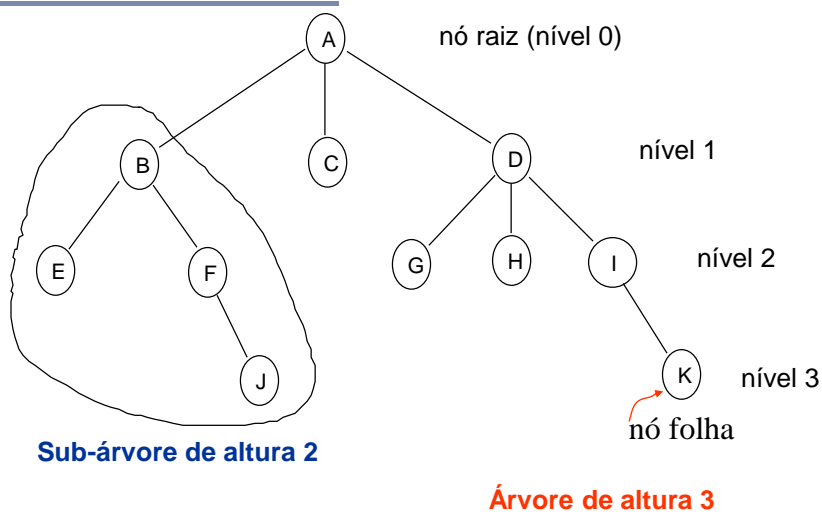 A
nó raiz (nível 0)
B
C
D
nível 1
E
F
G
H
I
nível 2
J
K
nível 3
nó folha
Sub-árvore de altura 2
Árvore de altura 3